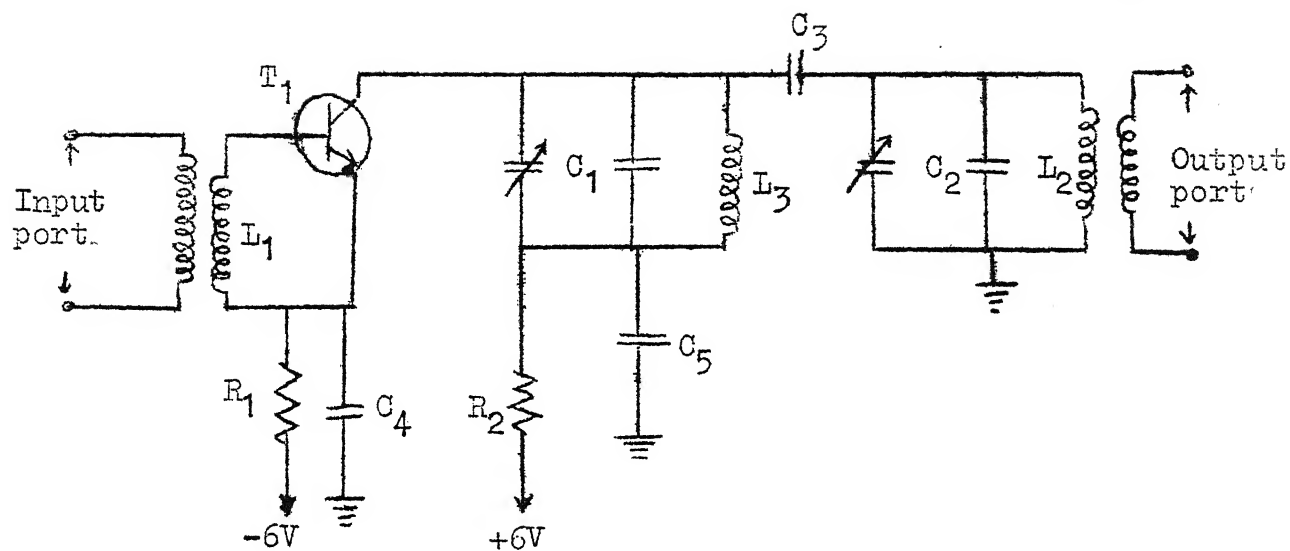 C3
T1
Input
port.
L1
C1
L3
C2
L2
Output
port
R1
C4
R2
C5
-6V
+6V